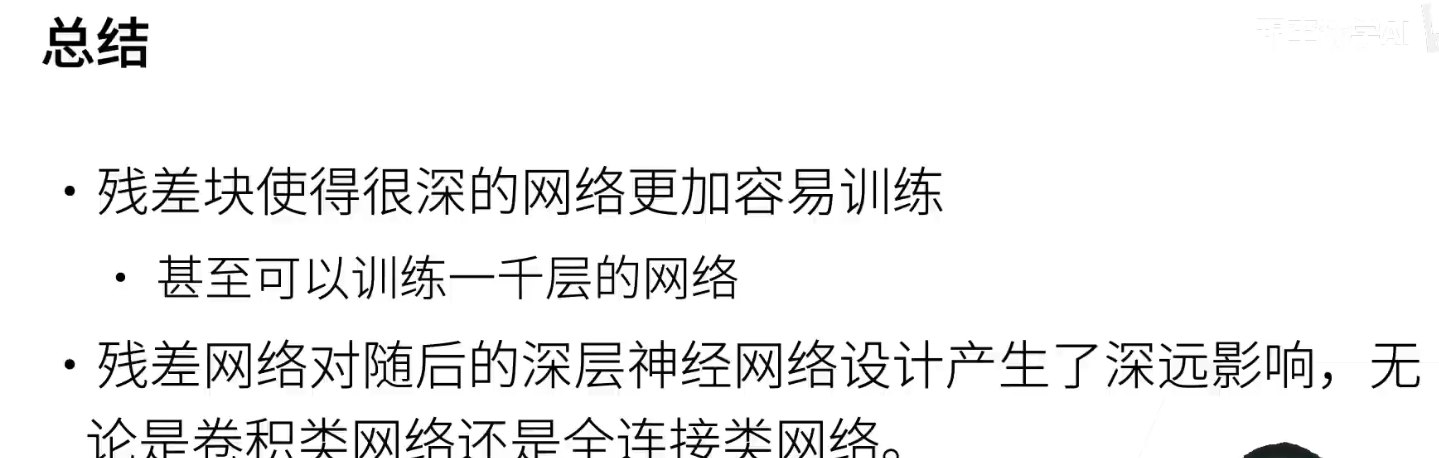 总结
• 残差块使得很深的网络更加容易训练
• 甚至可以训练一千层的网络
• 残差网络对随后的深层神经网络设计产生了深远影响，无
论是卷积类网络还是全连接类网络。